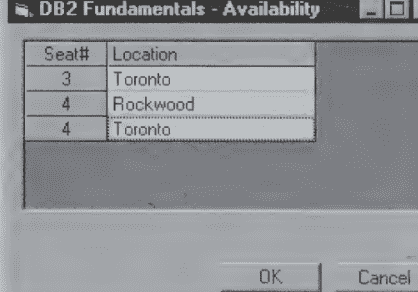 DB2 Fundamentals - Availability
Seat# Location
3 Toronto
4 Rockwood
4 Toronto
OK Cancel